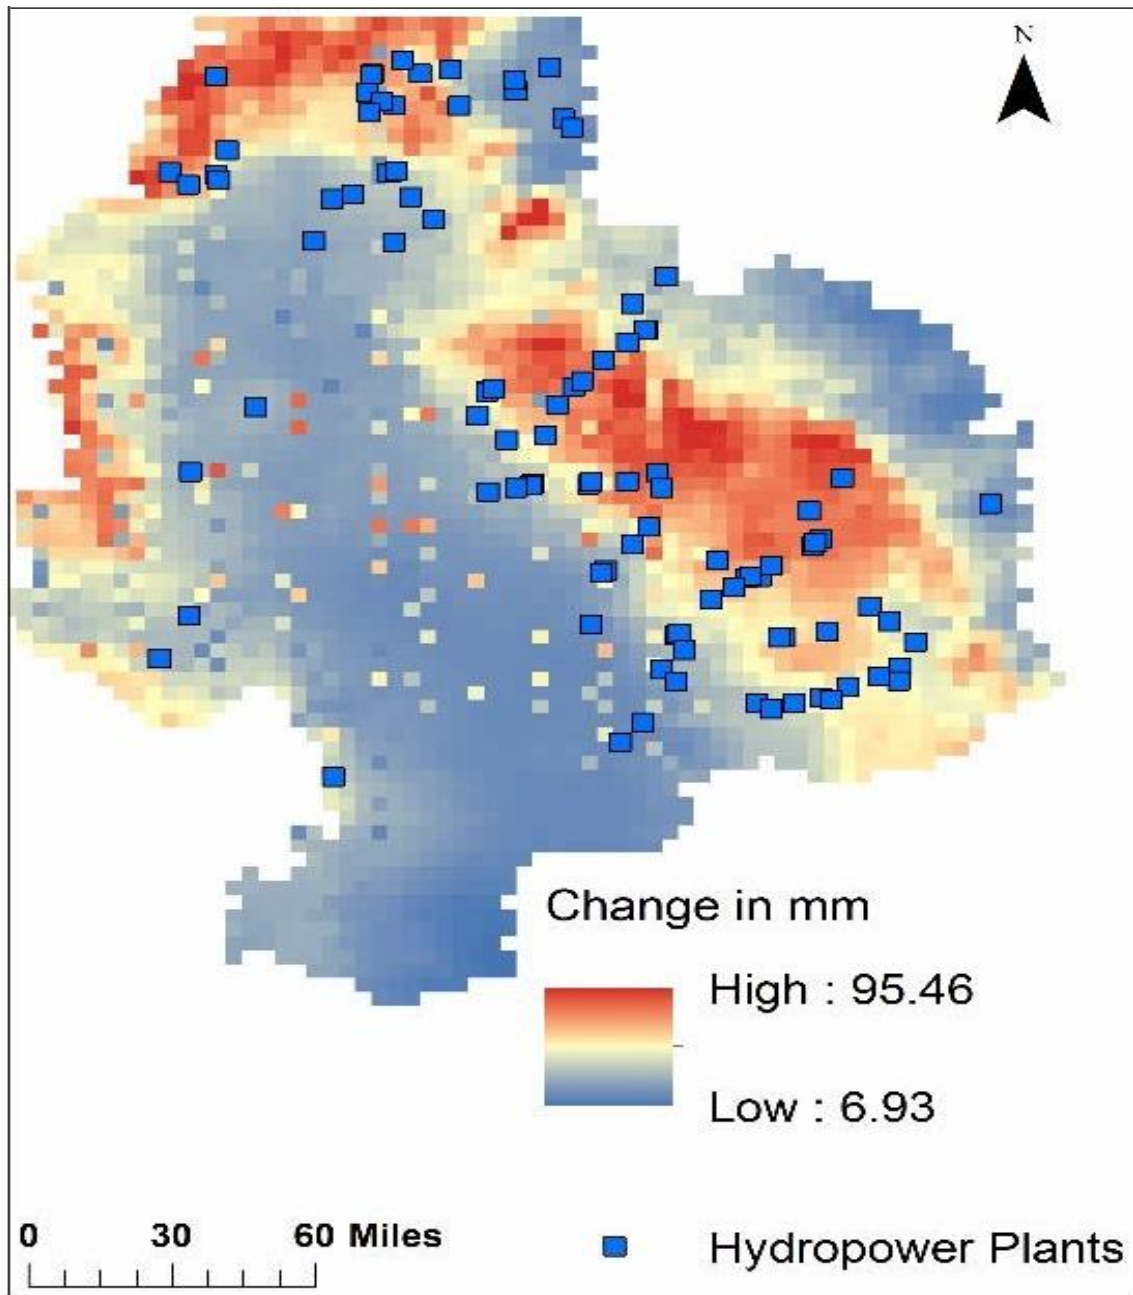 N
Change in mm
High : 95.46
Low : 6.93
0 30 60 Miles
Hydropower Plants